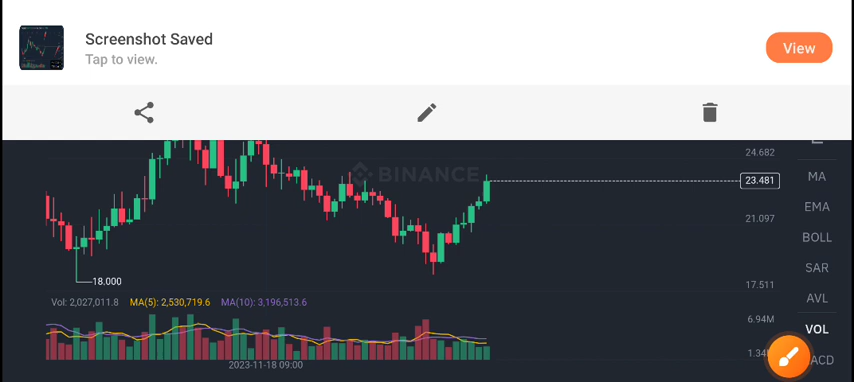 Screenshot Saved
Tap to view.
View
BINANCE
24.682
23.481
21.097
17.511
18.000
MA
EMA
BOLL
SAR
AVL
VOL
Vol: 2,027,011.8 MA(5): 2,530,719.6 MA(10): 3,196,513.6
6.94M
2023-11-18 09:00